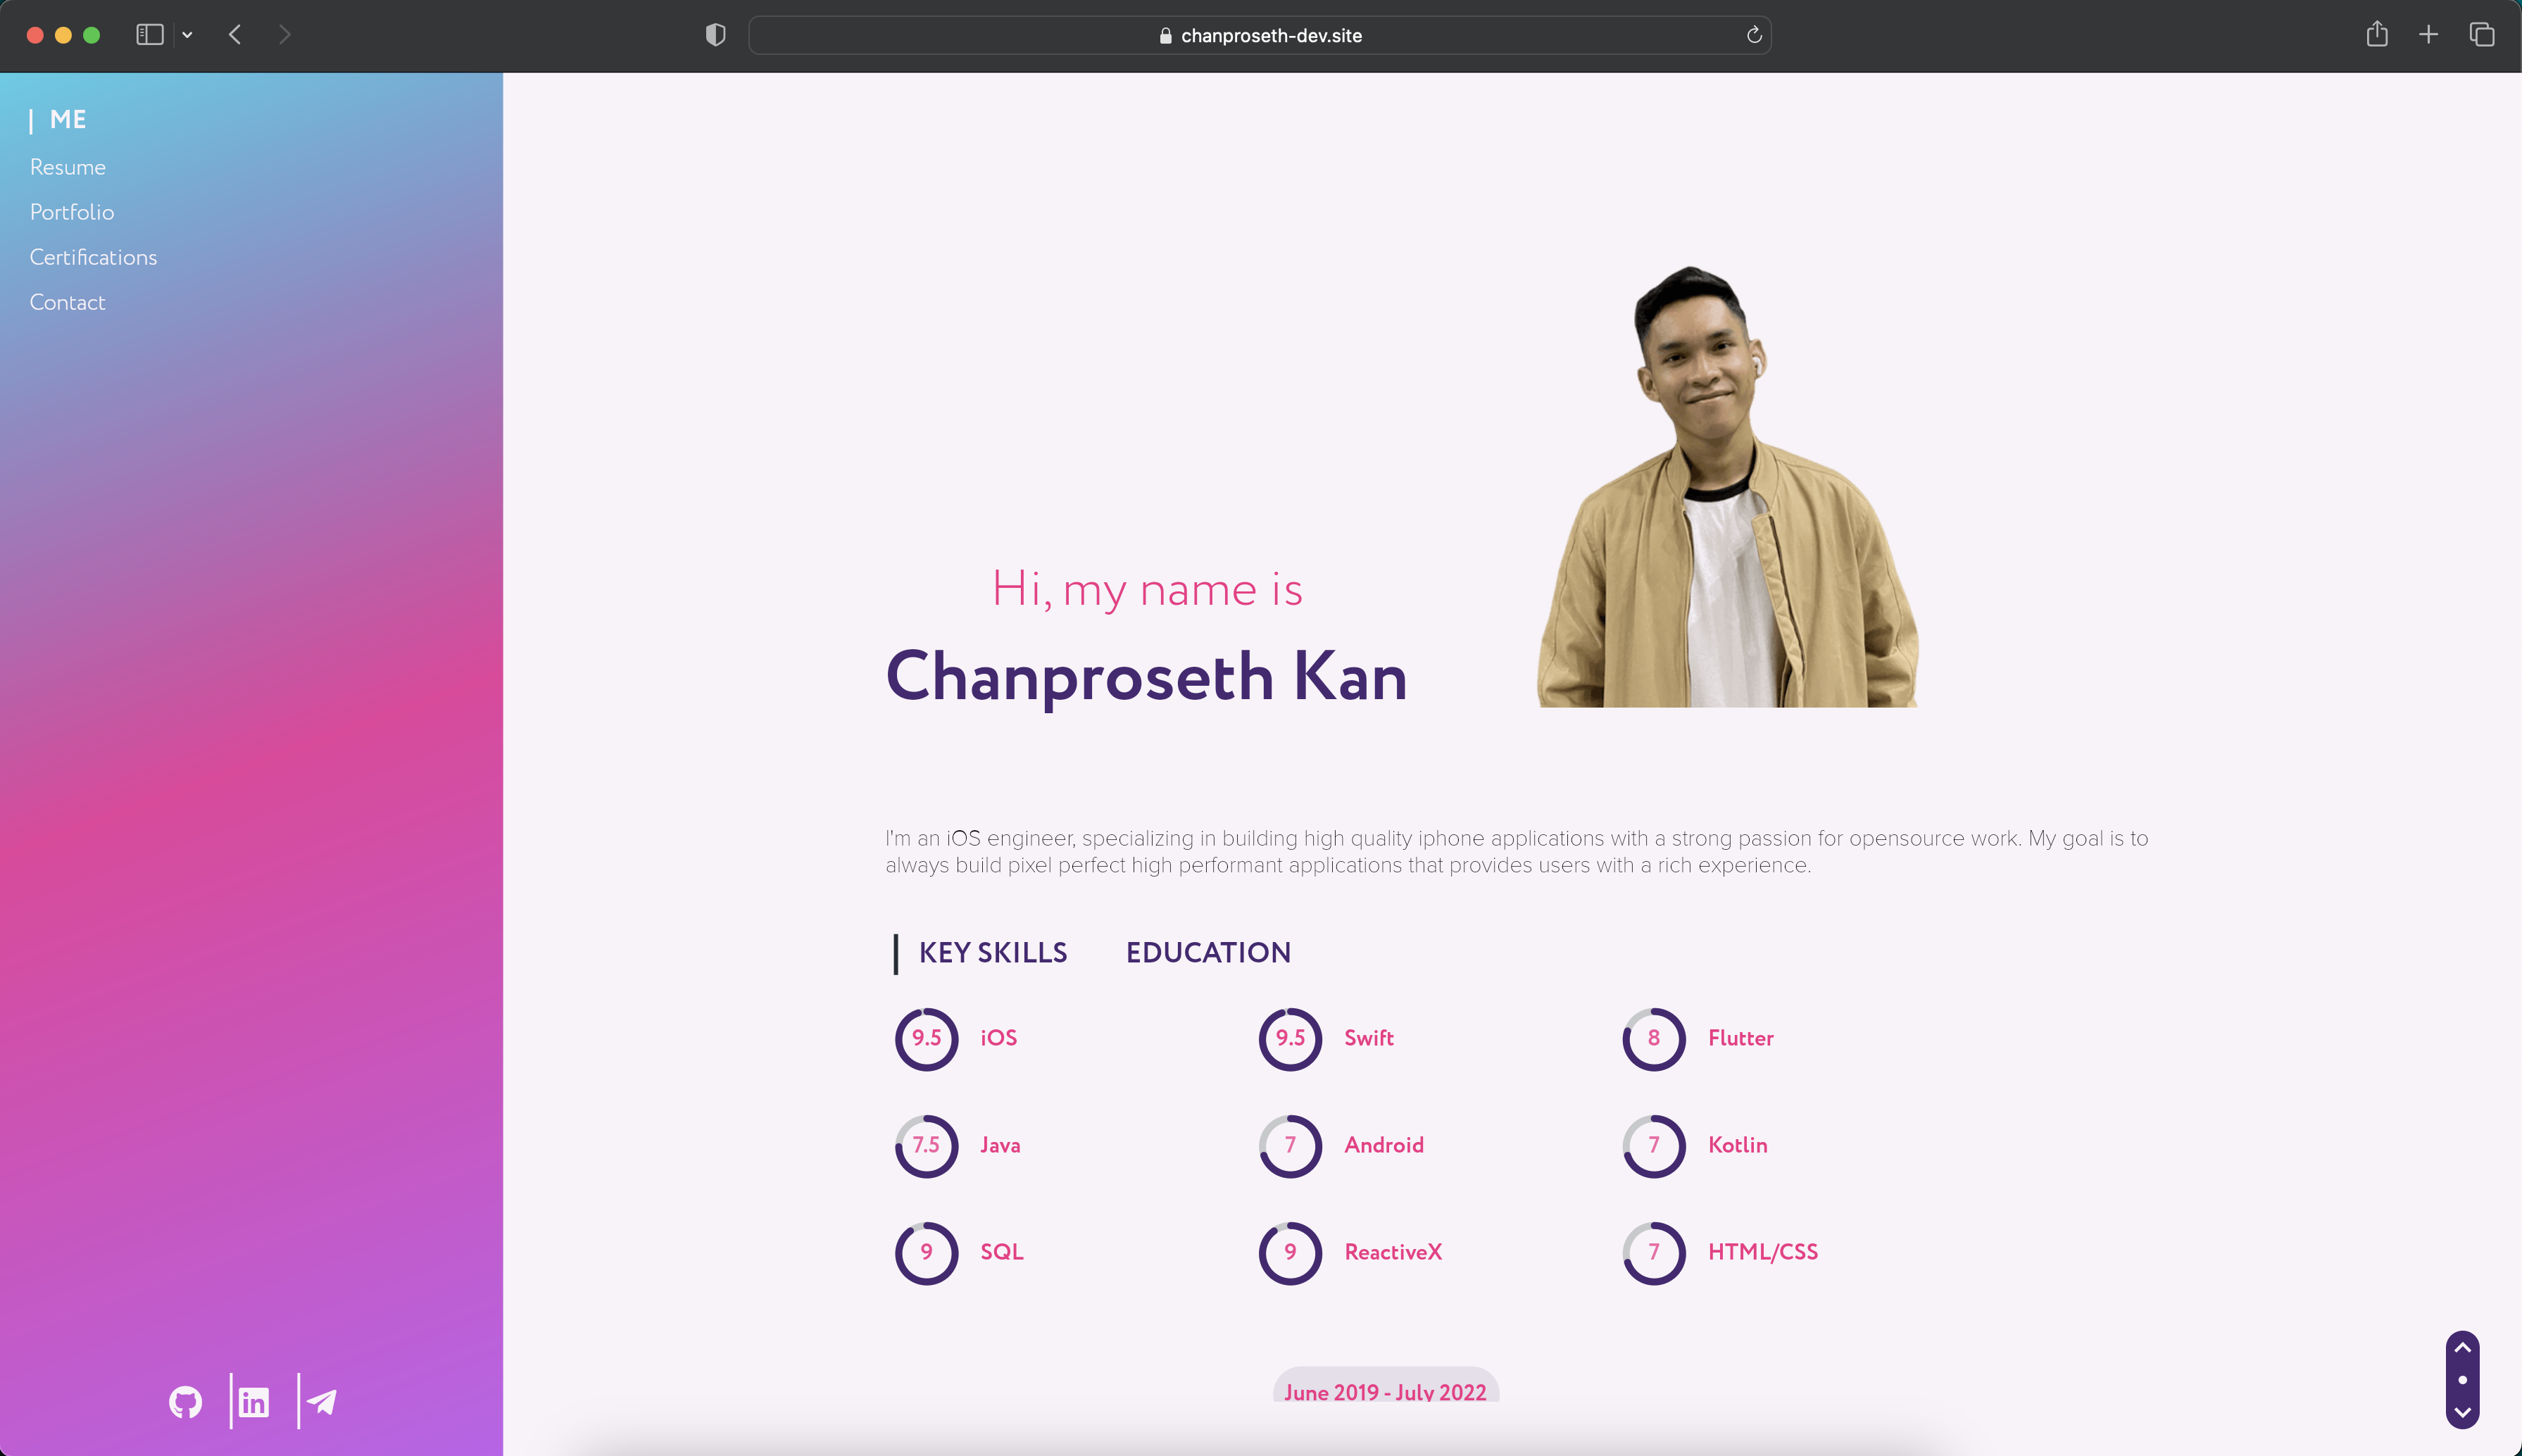 chanproseth-dev.site
ME
Resume
Portfolio
Certifications
Contact
Hi, my name is
Chanproseth Kan
I'm an iOS engineer, specializing in building high quality iphone applications with a strong passion for opensource work. My goal is to
always build pixel perfect high performant applications that provides users with a rich experience.
KEY SKILLS EDUCATION
9.5 iOS 9.5 Swift 8 Flutter
7.5 Java 7 Android 7 Kotlin
9 SQL 9 ReactiveX 7 HTML/CSS
June 2019 - July 2022
in